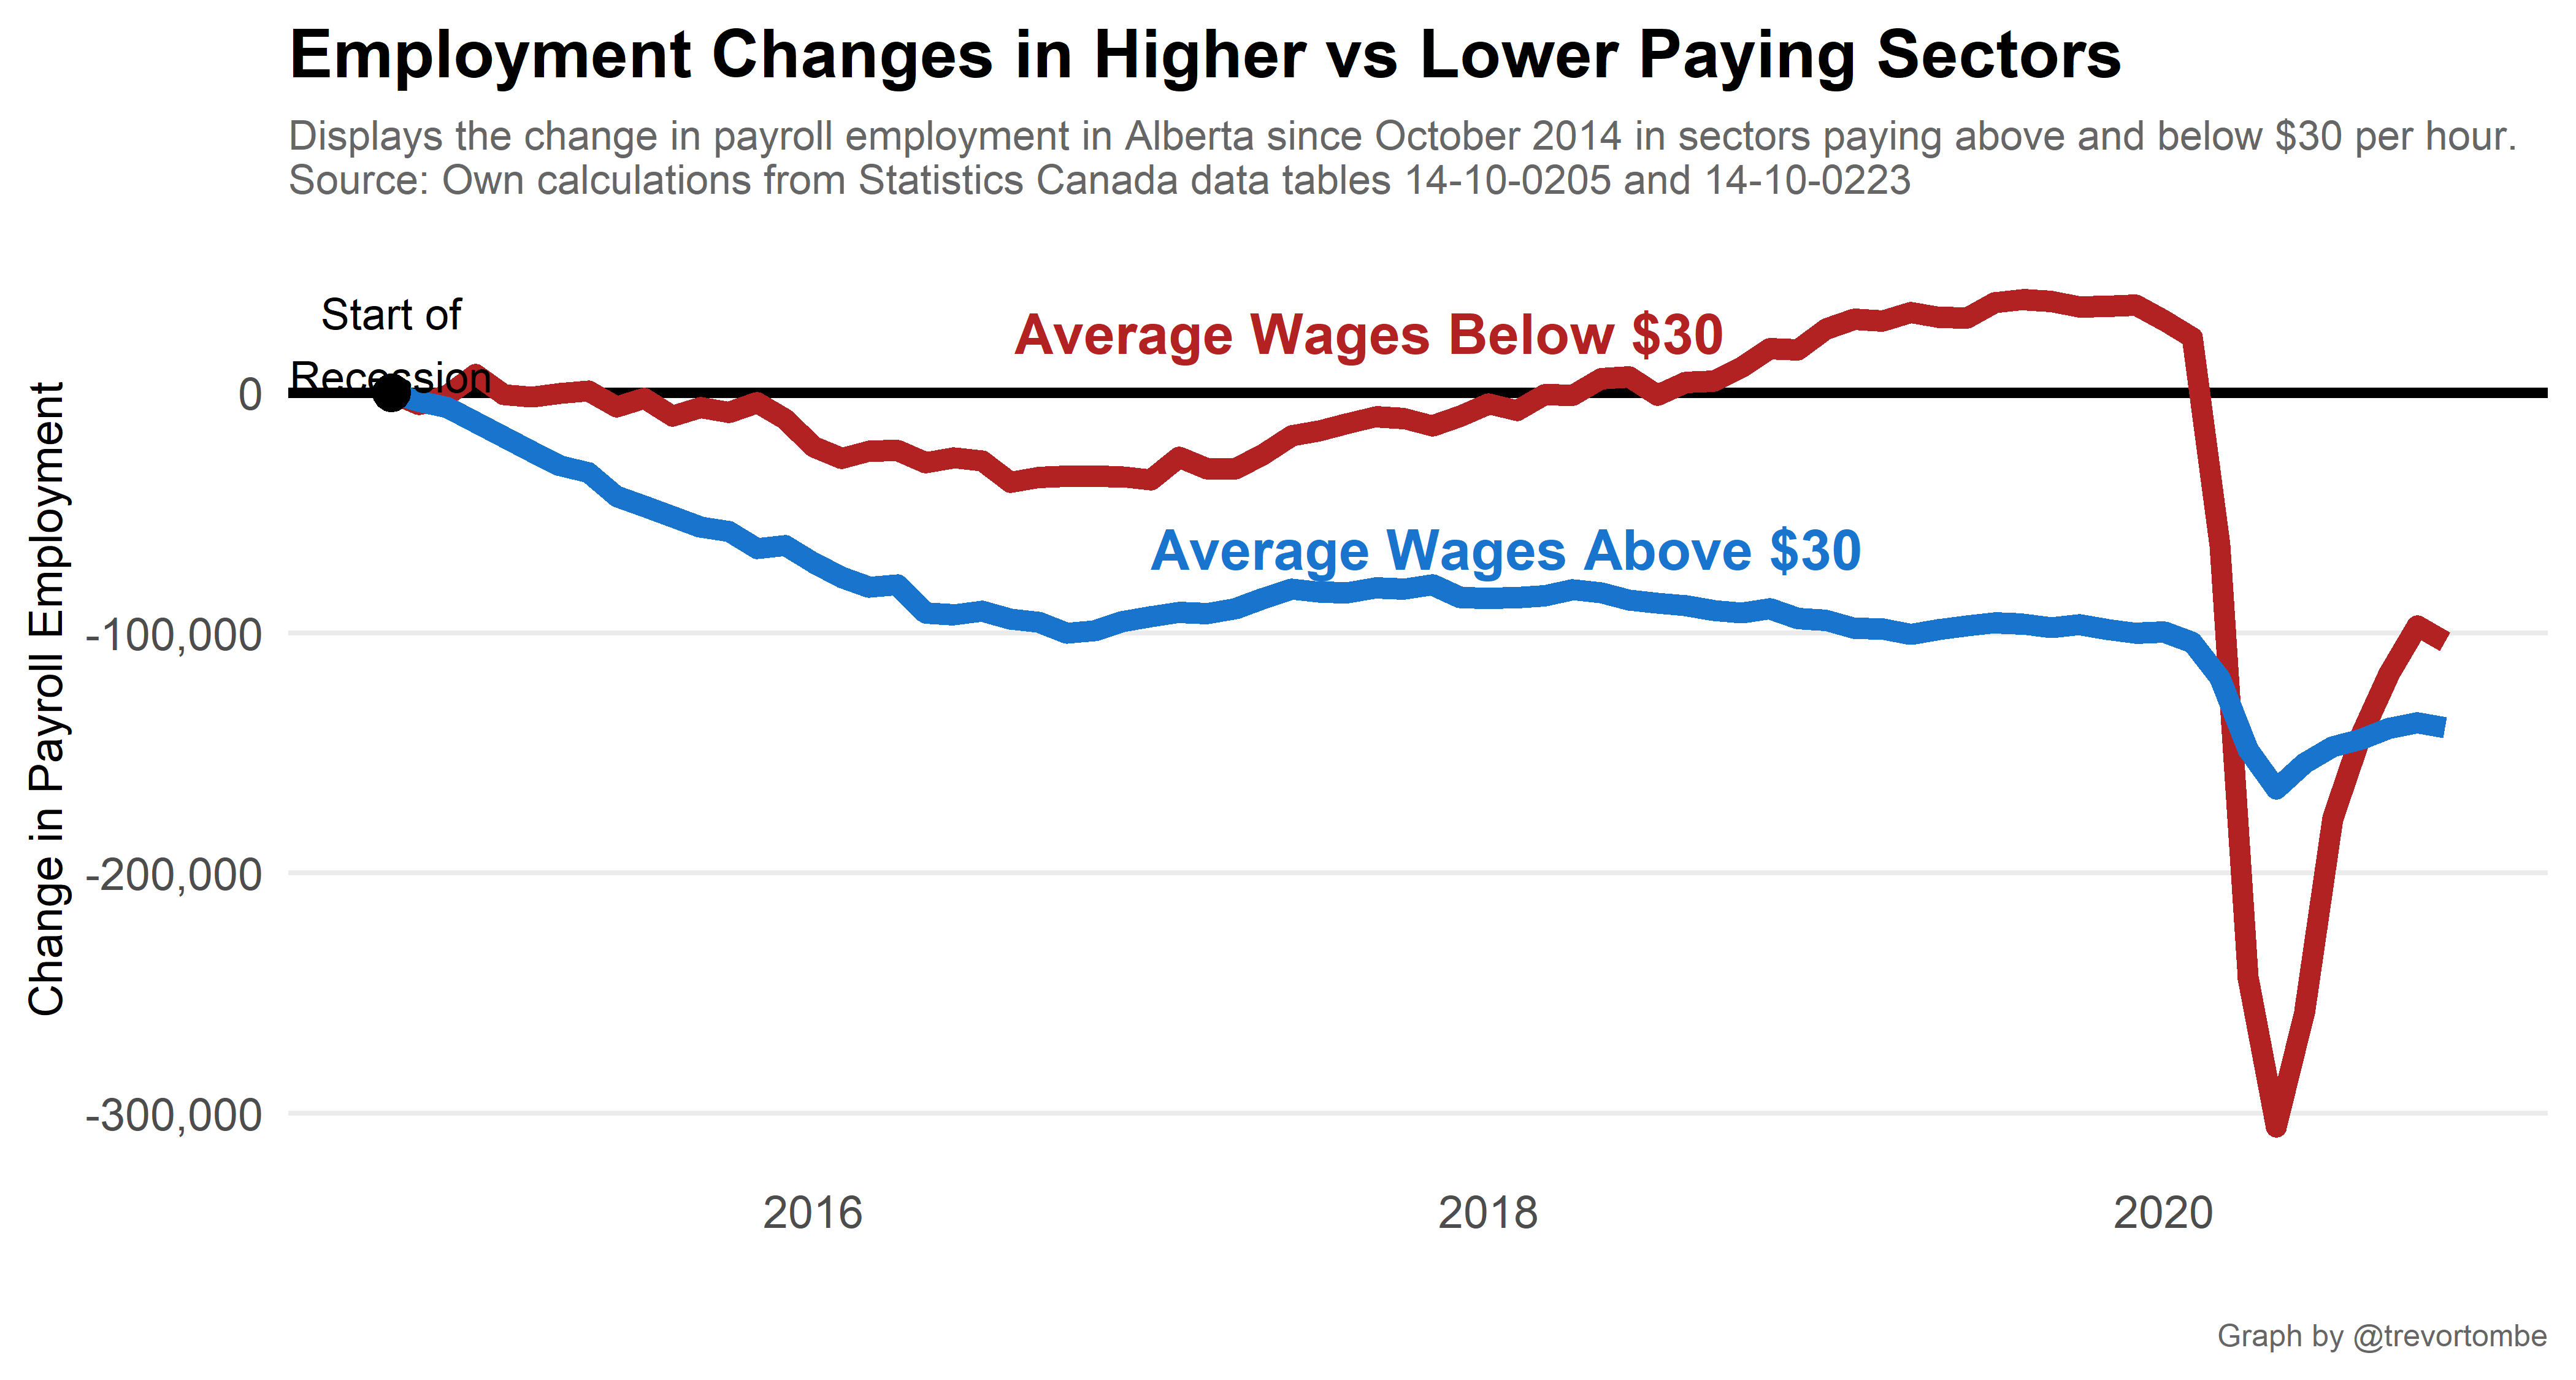 Employment Changes in Higher vs Lower Paying Sectors
Displays the change in payroll employment in Alberta since October 2014 in sectors paying above and below $30 per hour.
Source: Own calculations from Statistics Canada data tables 14-10-0205 and 14-10-0223
Start of
Recession
Average Wages Below $30
Average Wages Above $30
Change in Payroll Employment
0
-100,000
-200,000
-300,000
2016
2018
2020
Graph by @trevortombe